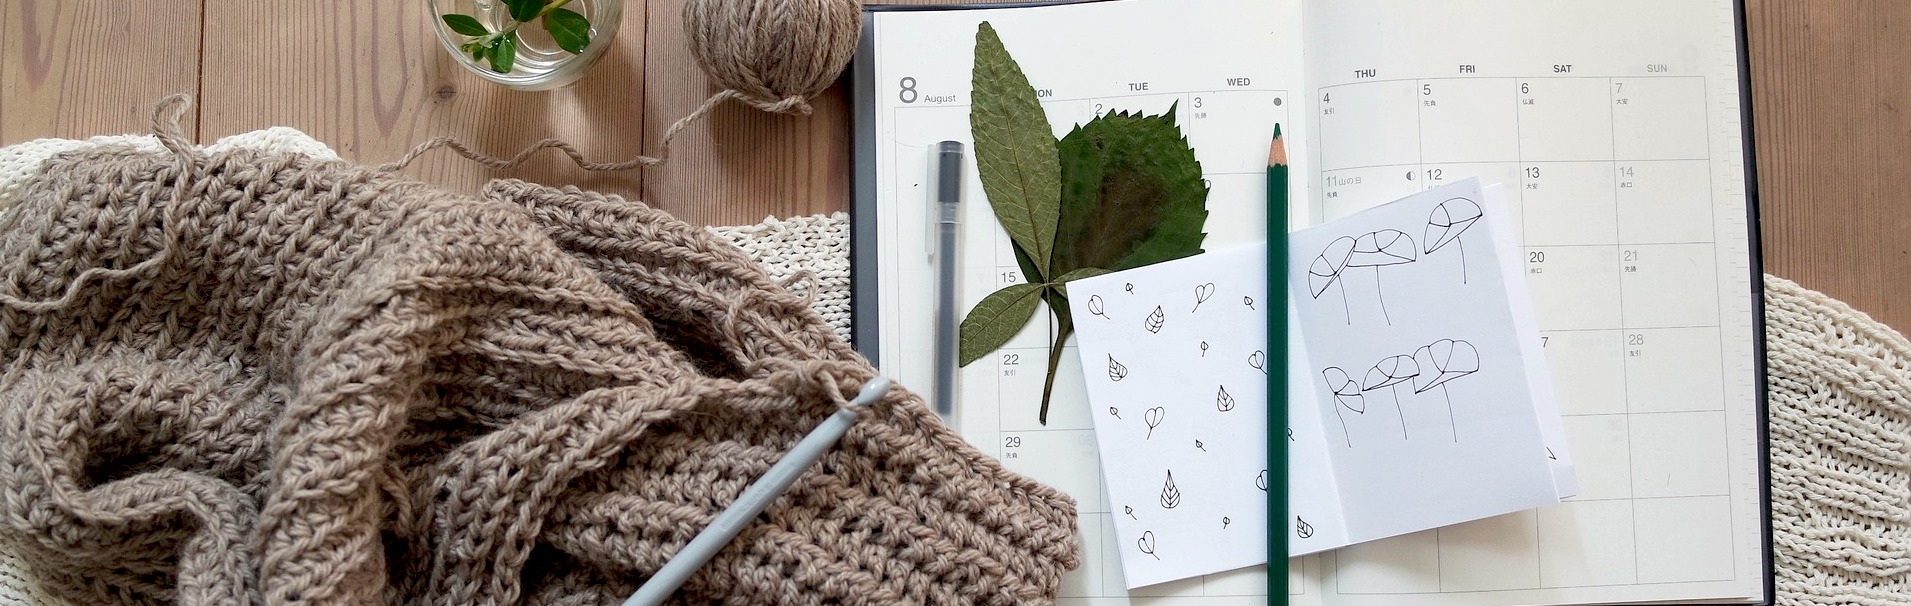 8 August
MON TUE WED THU FRI SAT SUN
2 3 4 5 6 7
先勝 友引 先負 仏滅 大安
11 山の日 12 13 14
先負 大安 赤口
15 20 21
赤口 先勝
22 7 28
友引 友引
29
先負